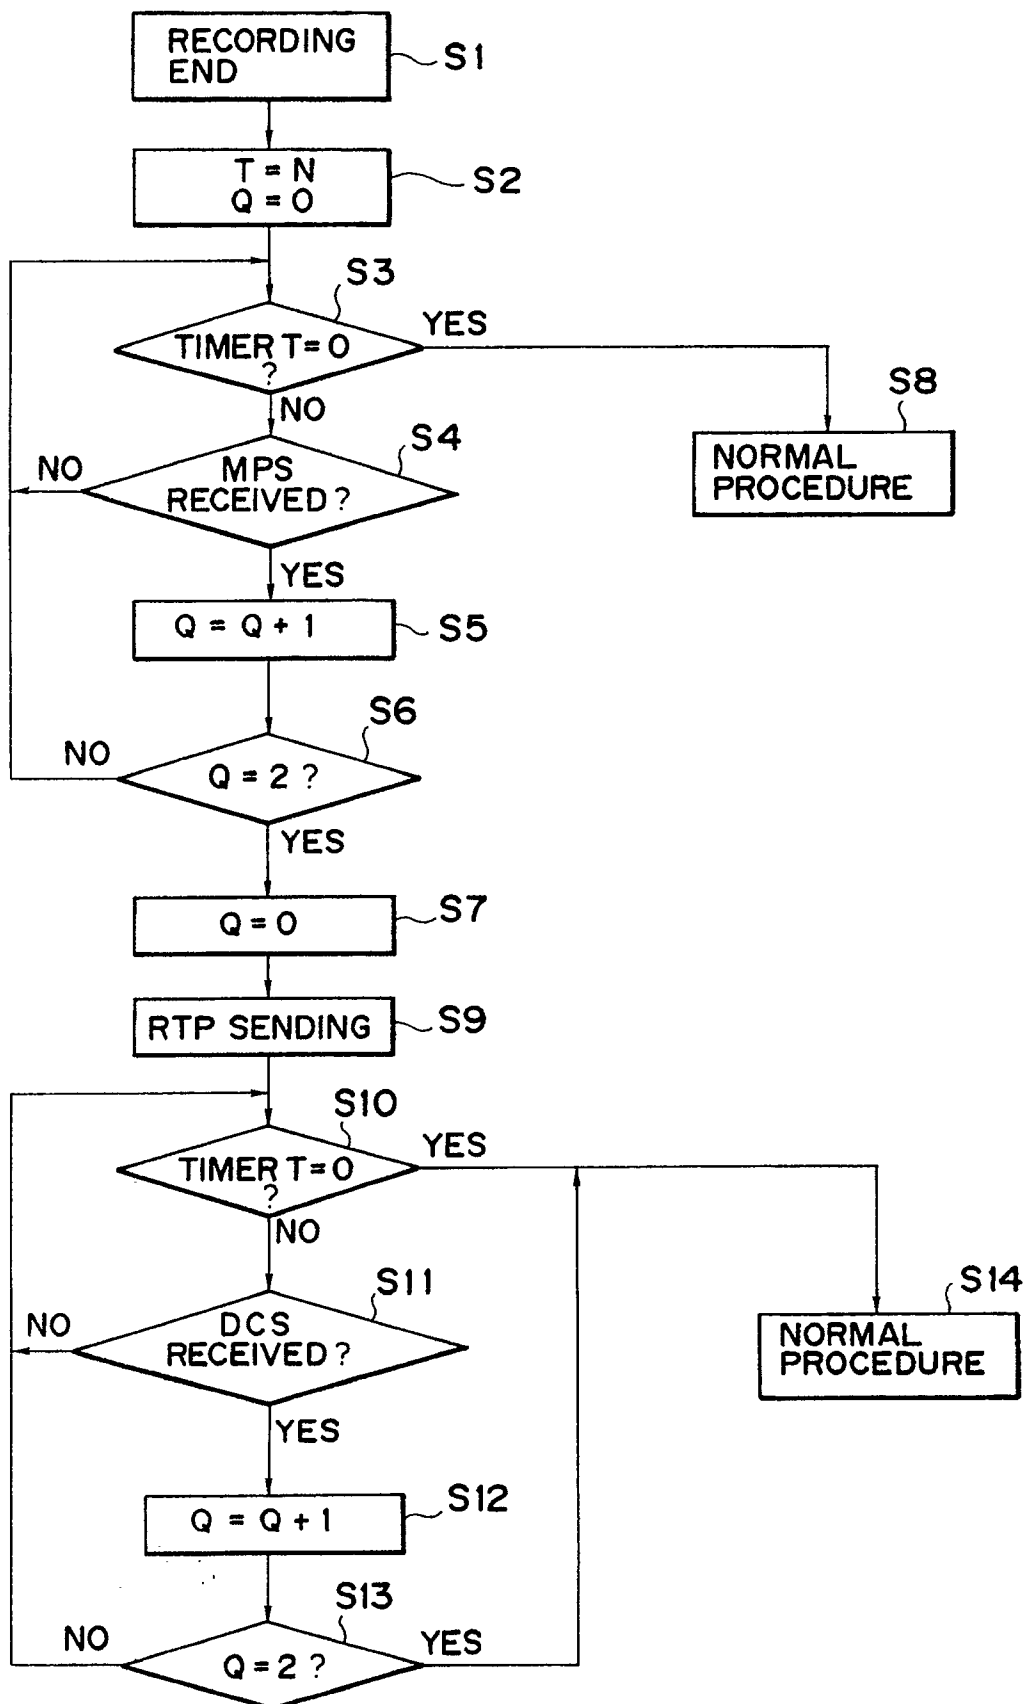 RECORDING
END
S1
T = N
Q = 0
S2
S3
TIMER T = 0
?
YES
NO
S8
NORMAL
PROCEDURE
S4
MPS
RECEIVED ?
NO
YES
Q = Q + 1
S5
S6
Q = 2 ?
NO
YES
Q = 0
S7
RTP SENDING
S9
S10
TIMER T = 0
?
YES
NO
S11
DCS
RECEIVED ?
NO
YES
S14
NORMAL
PROCEDURE
Q = Q + 1
S12
S13
Q = 2 ?
NO
YES